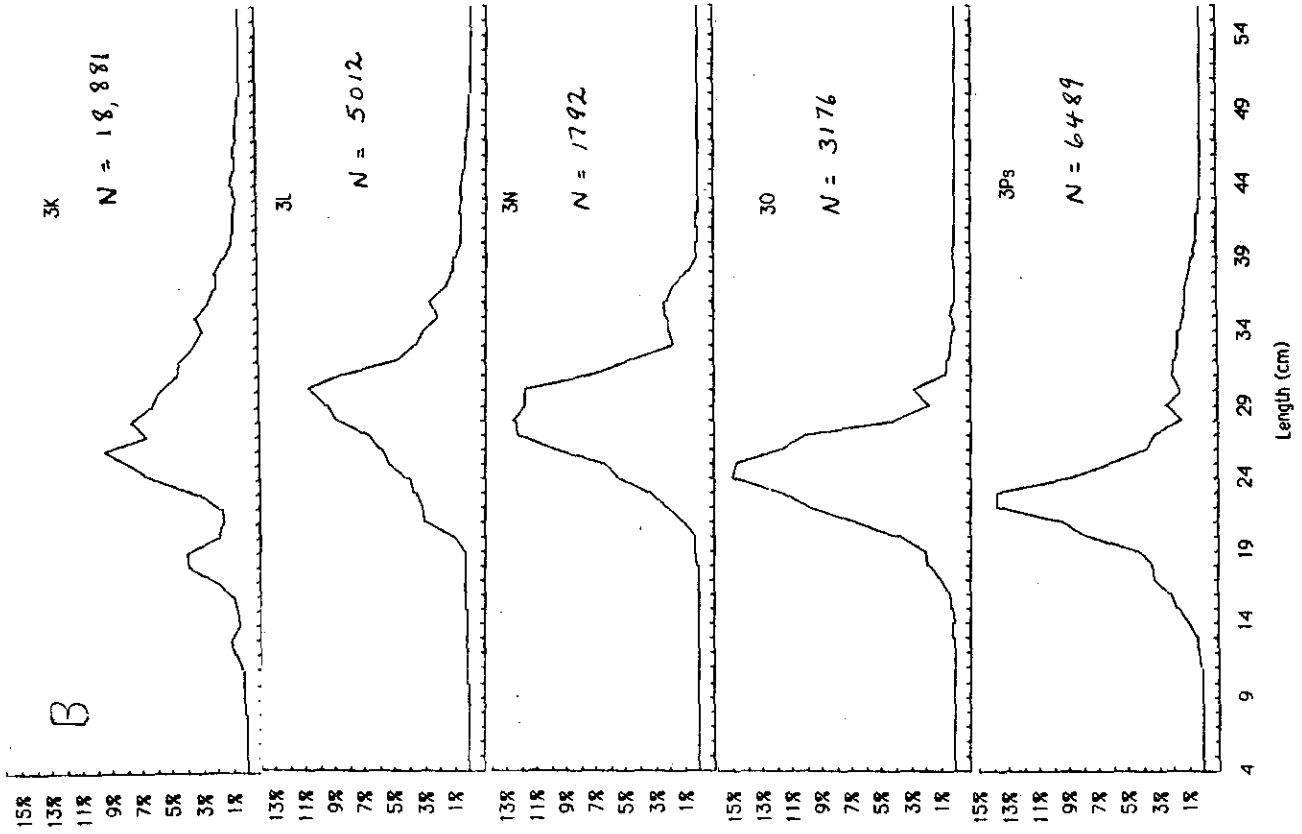 B
3K
N = 18,881
15%
13%
11%
9%
7%
5%
3%
1%
3L
N = 5012
13%
11%
9%
7%
5%
3%
1%
3N
N = 1792
13%
11%
9%
7%
5%
3%
1%
3O
N = 3176
15%
13%
11%
9%
7%
5%
3%
1%
3Ps
N = 6489
15%
13%
11%
9%
7%
5%
3%
1%
4 9 14 19 24 29 34 39 44 49 54
Length (cm)